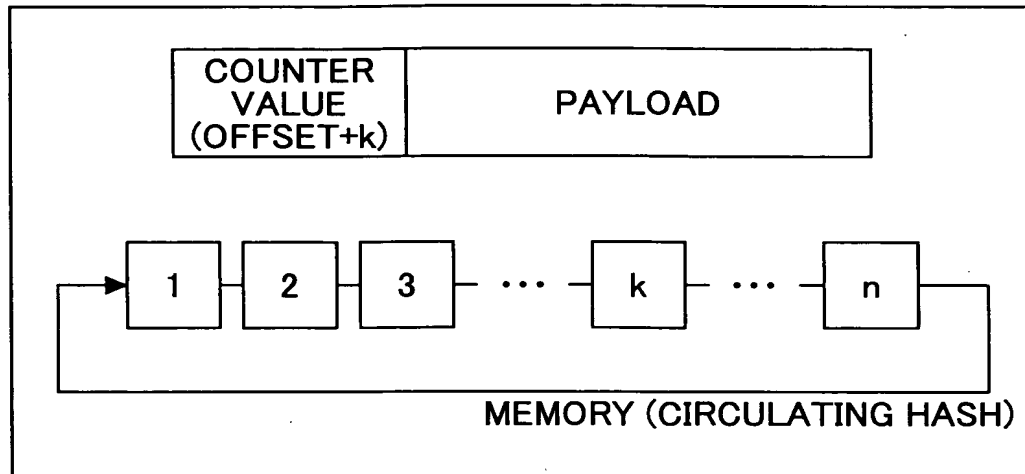 COUNTER
VALUE
(OFFSET+k)
PAYLOAD
1 2 3 ··· k ··· n
MEMORY (CIRCULATING HASH)